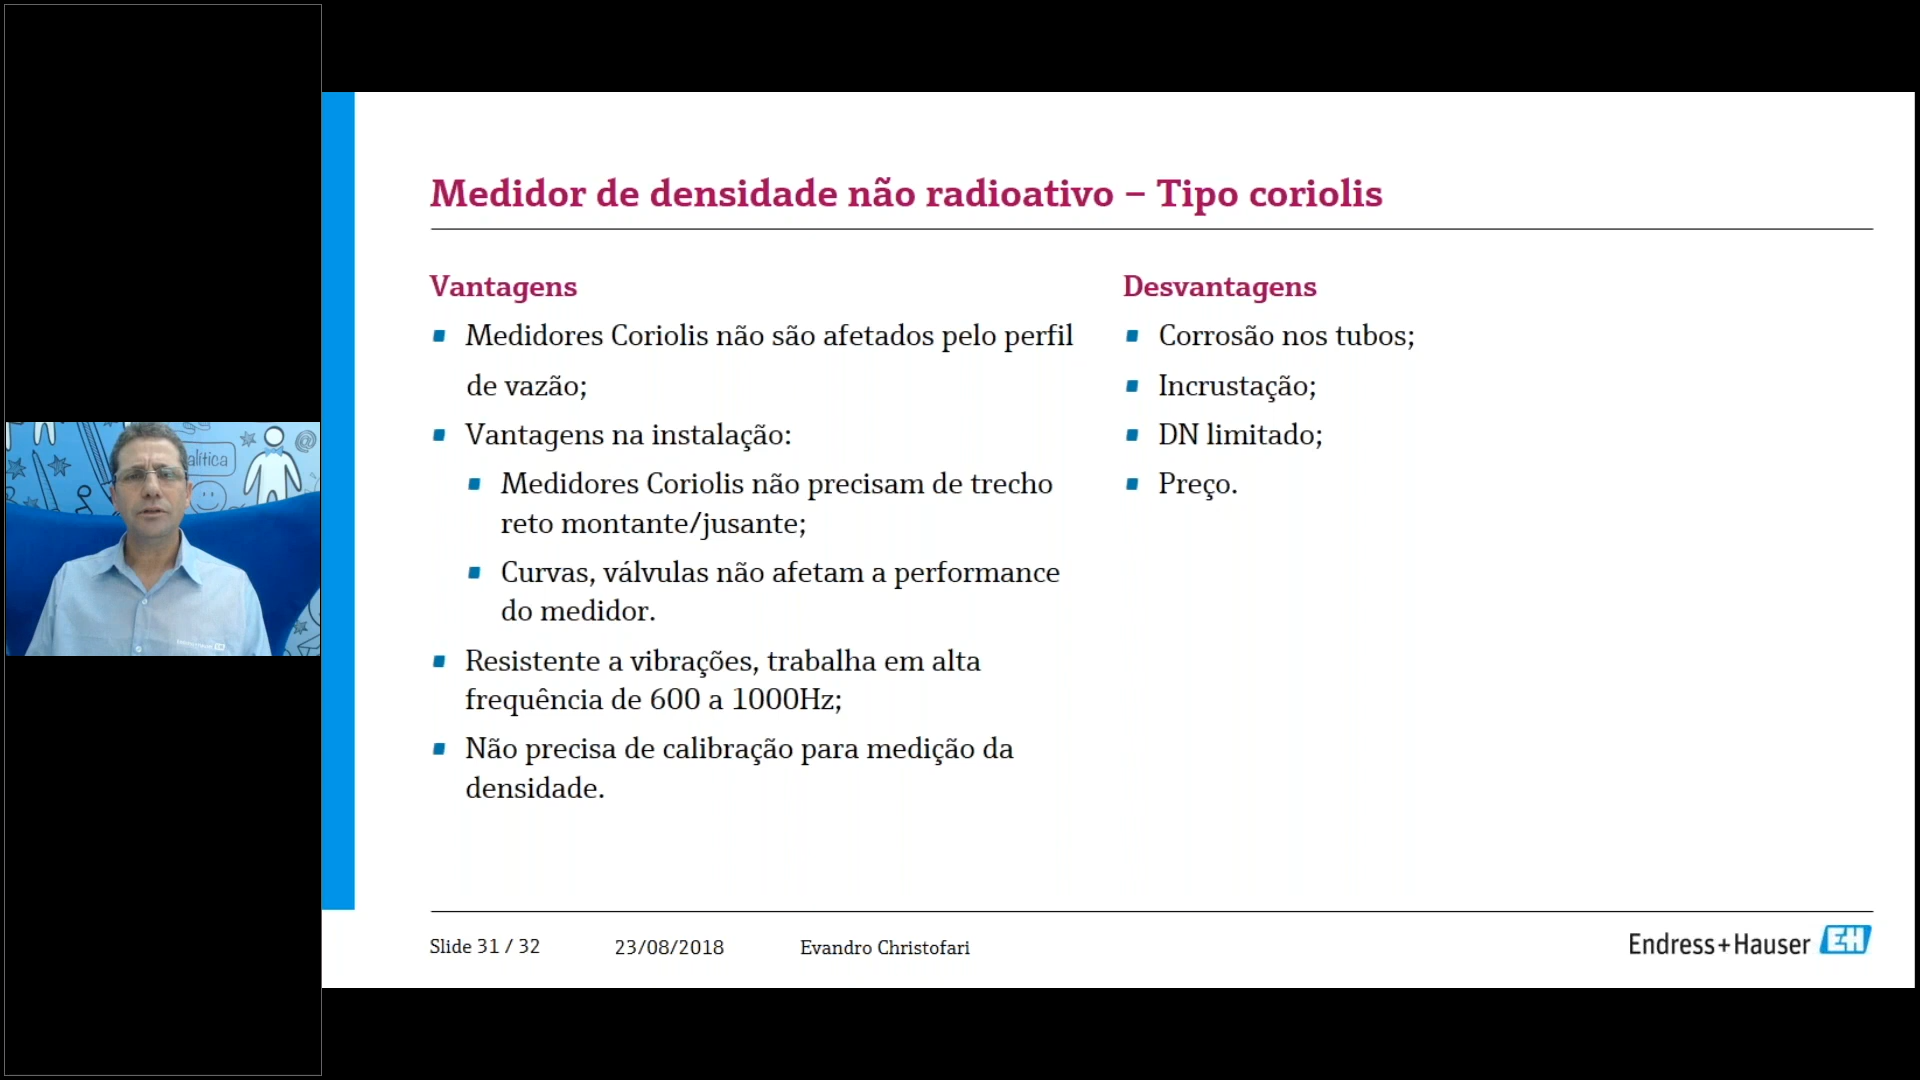 alítica
@
Medidor de densidade não radioativo – Tipo coriolis
Vantagens
Medidores Coriolis não são afetados pelo perfil
de vazão;
Vantagens na instalação:
Medidores Coriolis não precisam de trecho
reto montante/jusante;
Curvas, válvulas não afetam a performance
do medidor.
Resistente a vibrações, trabalha em alta
frequência de 600 a 1000Hz;
Não precisa de calibração para medição da
densidade.
Desvantagens
Corrosão nos tubos;
Incrustação;
DN limitado;
Preço.
Slide 31 / 32
23/08/2018
Evandro Christofari
Endress+Hauser EH